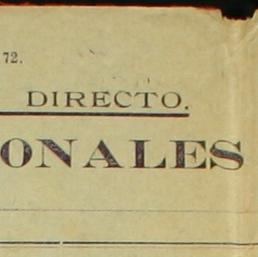 72.
DIRECTO.
ONALES